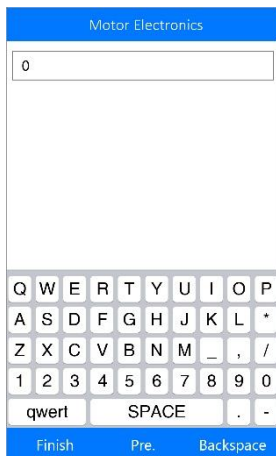 Motor Electronics
0
Q W E R T Y U I O P
A S D F G H J K L *
Z X C V B N M _ , /
1 2 3 4 5 6 7 8 9 0
qwert SPACE . -
Finish Pre. Backspace